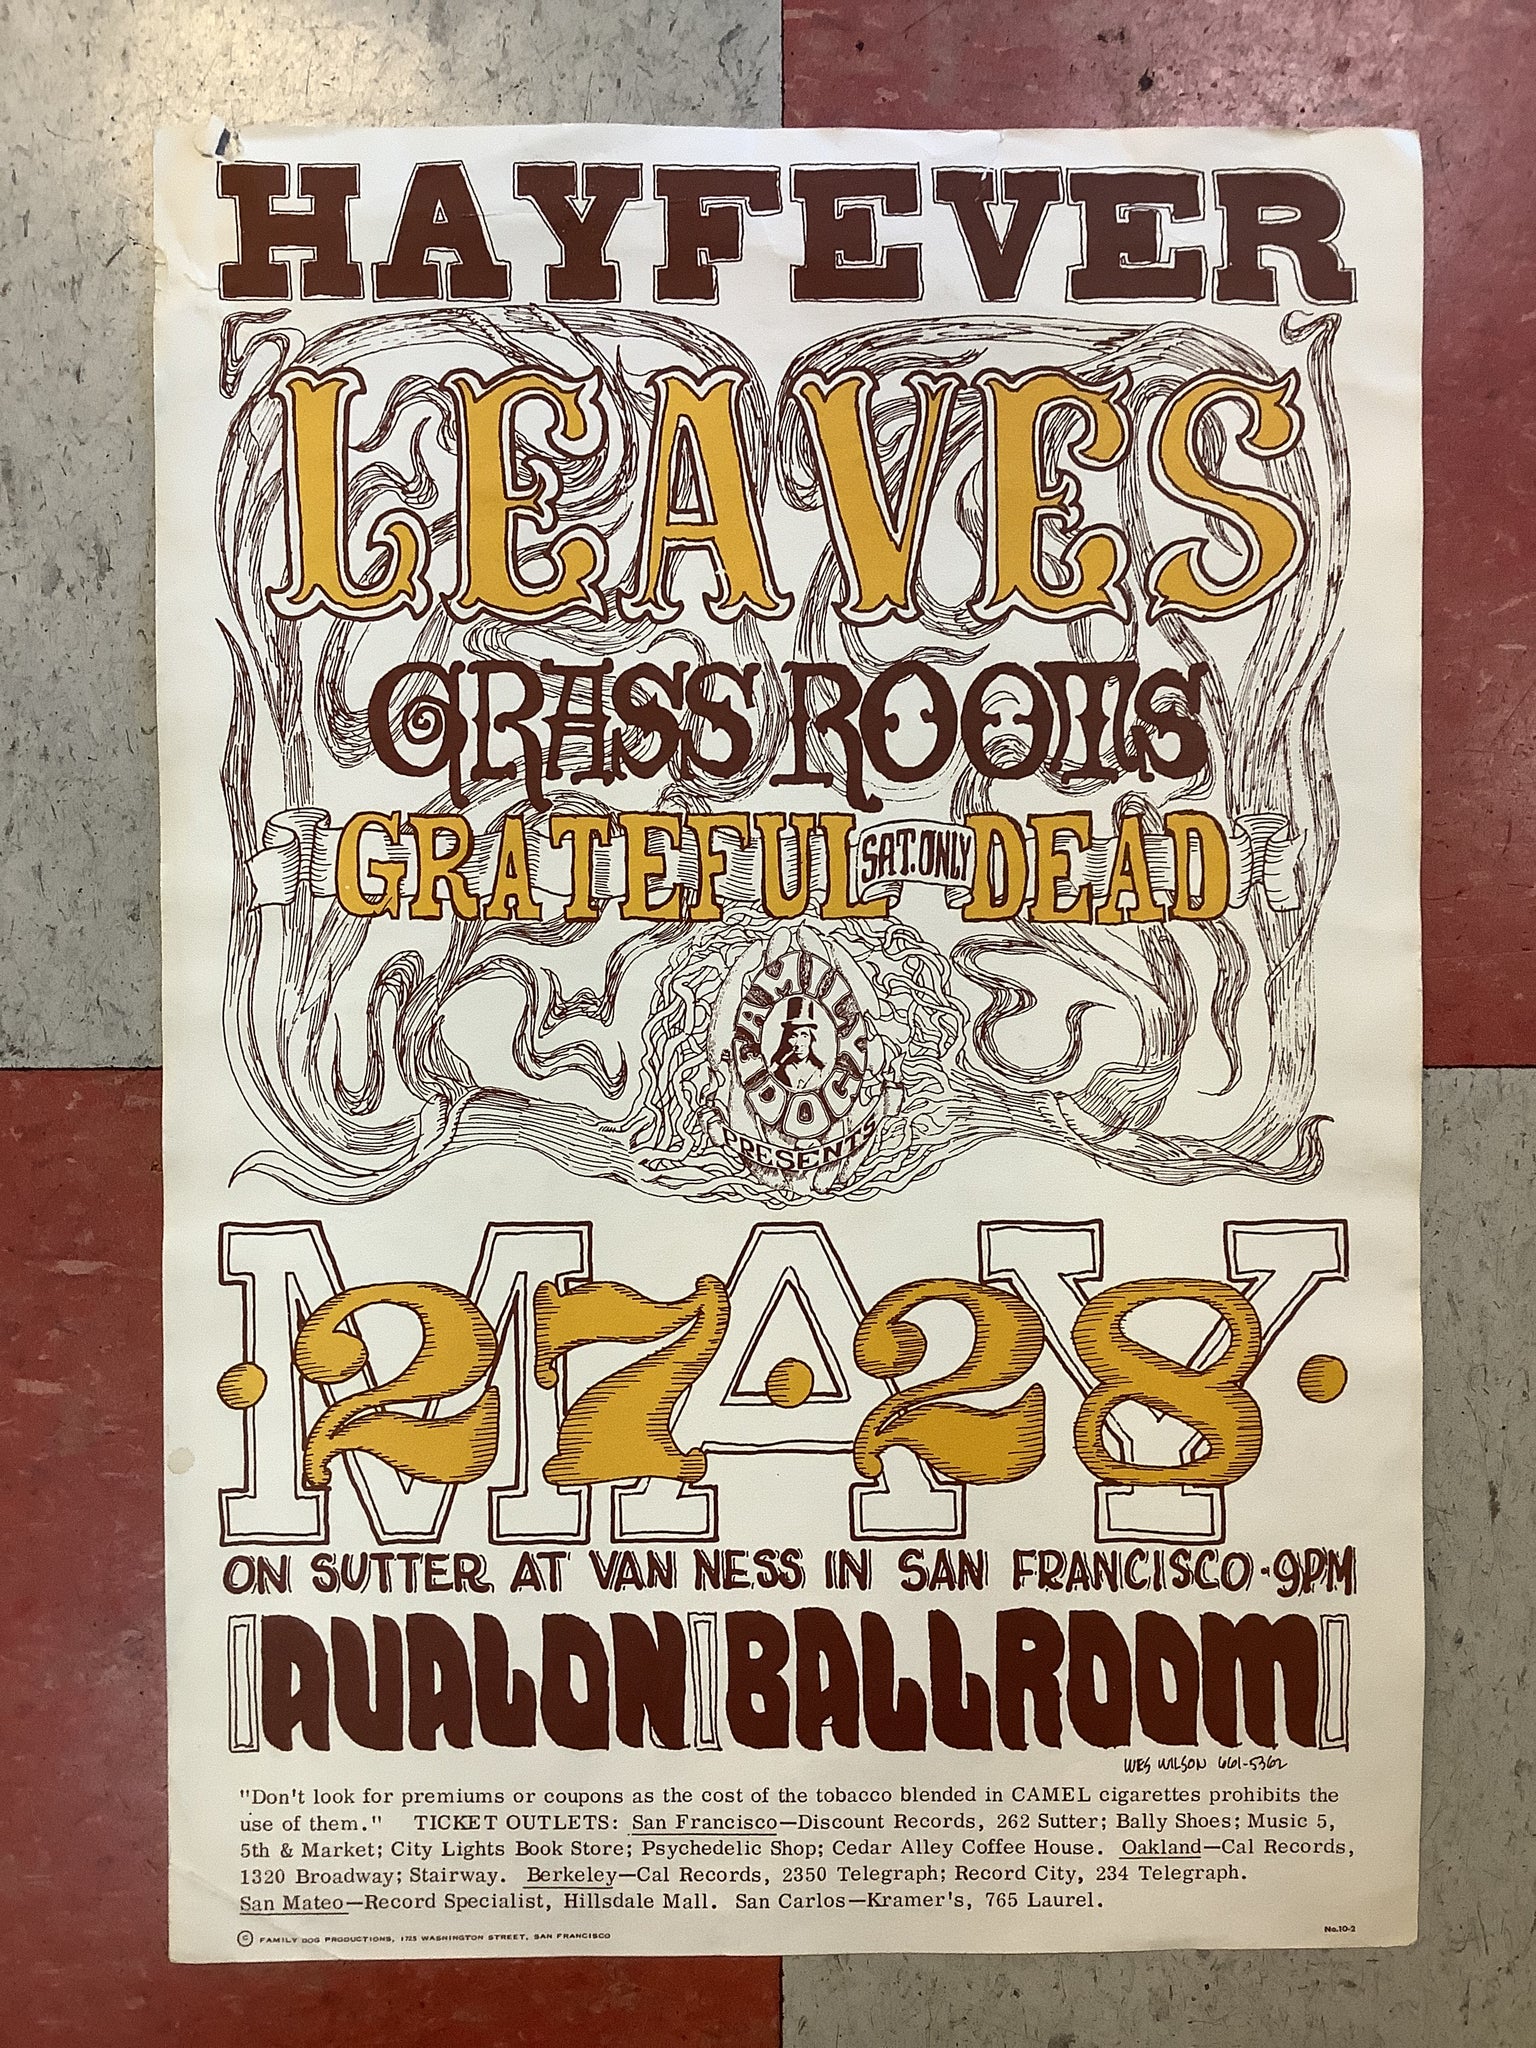 HAYFEVER
LEAVES
GRASS ROOTS
GRATEFUL SAT. ONLY DEAD
FAMILY DOG
PRESENTS
MAY
·27·28·
ON SUTTER AT VAN NESS IN SAN FRANCISCO · 9PM
AVALON BALLROOM
WES WILSON 661-5362
"Don't look for premiums or coupons as the cost of the tobacco blended in CAMEL cigarettes prohibits the
use of them." TICKET OUTLETS: San Francisco—Discount Records, 262 Sutter; Bally Shoes; Music 5,
5th & Market; City Lights Book Store; Psychedelic Shop; Cedar Alley Coffee House. Oakland—Cal Records,
1320 Broadway; Stairway. Berkeley—Cal Records, 2350 Telegraph; Record City, 234 Telegraph.
San Mateo—Record Specialist, Hillsdale Mall. San Carlos—Kramer's, 765 Laurel.
© FAMILY DOG PRODUCTIONS, 1725 WASHINGTON STREET, SAN FRANCISCO
No.10-2